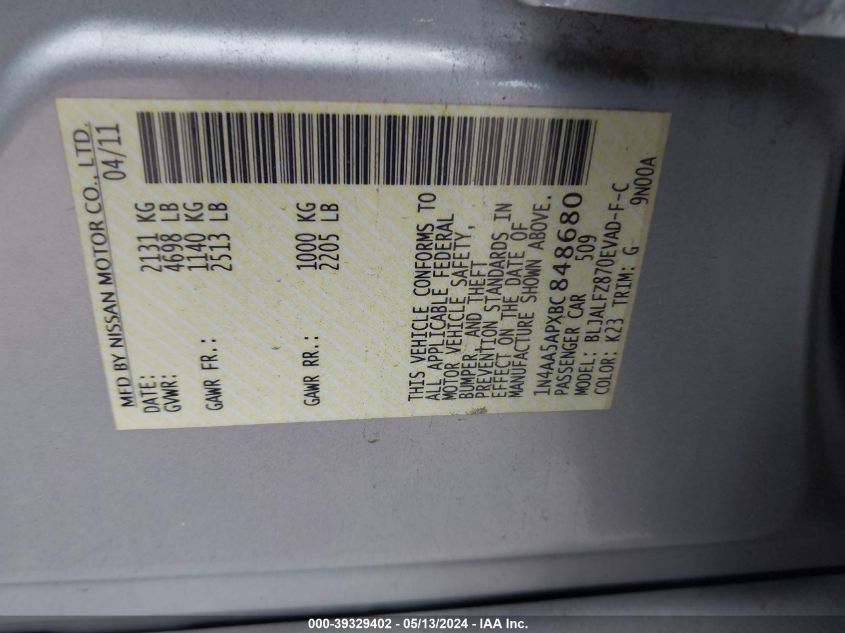 MFD BY NISSAN MOTOR CO., LTD.
DATE: 04/11
GVWR: 2131 KG
4698 LB
GAWR FR.: 1140 KG
2513 LB
GAWR RR.: 1000 KG
2205 LB
THIS VEHICLE CONFORMS TO
ALL APPLICABLE FEDERAL
MOTOR VEHICLE SAFETY,
BUMPER, AND THEFT
PREVENTION STANDARDS IN
EFFECT ON THE DATE OF
MANUFACTURE SHOWN ABOVE.
1N4AA5APXBC848680
PASSENGER CAR 509
MODEL: BLJALFZ870EVAD-F-C
COLOR: K23 TRIM: G- 9N00A
000-39329402 - 05/13/2024 - IAA Inc.